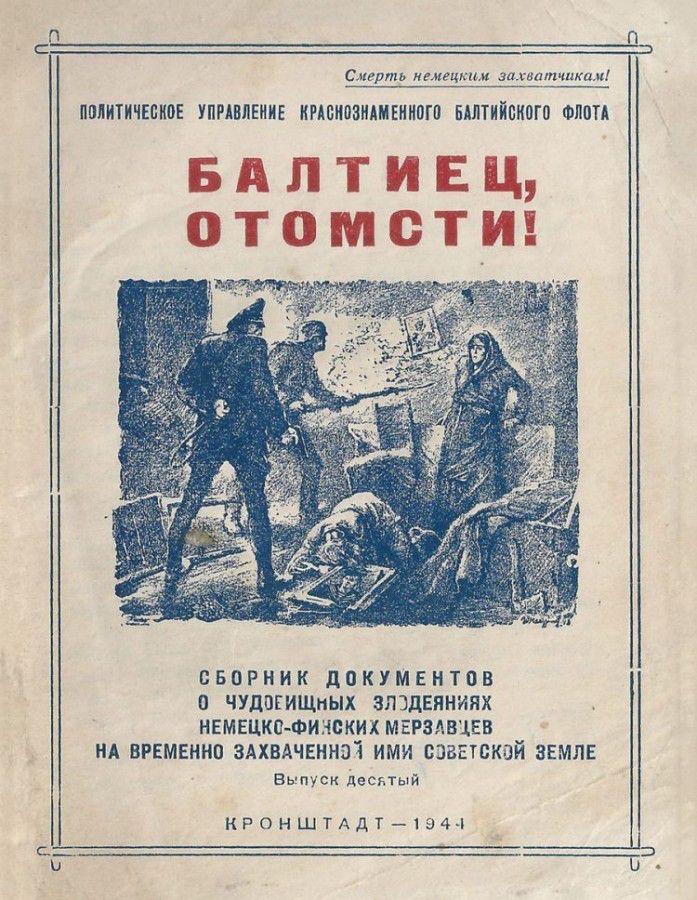 Смерть немецким захватчикам!
ПОЛИТИЧЕСКОЕ УПРАВЛЕНИЕ КРАСНОЗНАМЕННОГО БАЛТИЙСКОГО ФЛОТА
БАЛТИЕЦ,
ОТОМСТИ!
СБОРНИК ДОКУМЕНТОВ
О ЧУДОВИЩНЫХ ЗЛОДЕЯНИЯХ
НЕМЕЦКО-ФИНСКИХ МЕРЗАВЦЕВ
НА ВРЕМЕННО ЗАХВАЧЕННОЙ ИМИ СОВЕТСКОЙ ЗЕМЛЕ
Выпуск десятый
КРОНШТАДТ — 1944